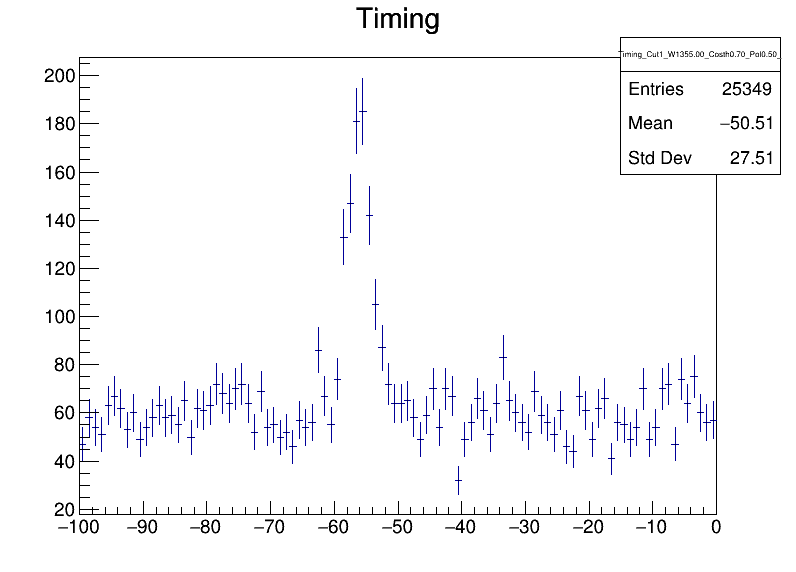 Timing
Timing_Cut1_W1355.00_Costh0.70_Pol0.50_
Entries 25349
Mean −50.51
Std Dev 27.51
200
180
160
140
120
100
80
60
40
20
−100 −90 −80 −70 −60 −50 −40 −30 −20 −10 0